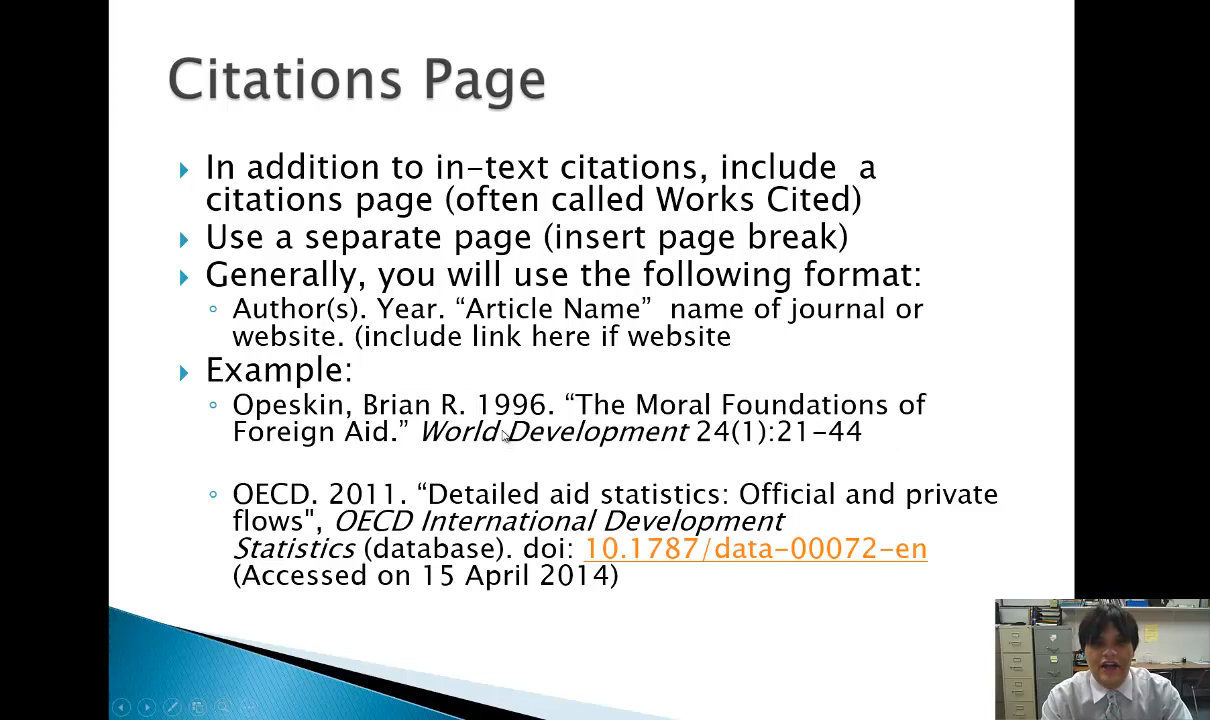 Citations Page
In addition to in-text citations, include  a
citations page (often called Works Cited)
Use a separate page (insert page break)
Generally, you will use the following format:
Author(s). Year. “Article Name”  name of journal or
website. (include link here if website
Example:
Opeskin, Brian R. 1996. “The Moral Foundations of
Foreign Aid.” World Development 24(1):21-44
OECD. 2011. “Detailed aid statistics: Official and private
flows", OECD International Development
Statistics (database). doi: 10.1787/data-00072-en
(Accessed on 15 April 2014)